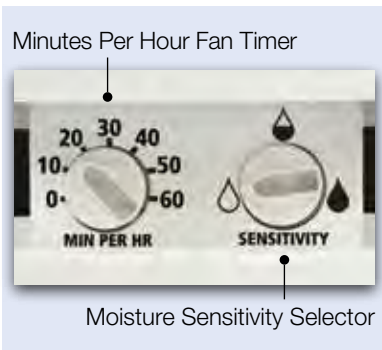 Minutes Per Hour Fan Timer
30
20 40
10 50
0 60
MIN PER HR SENSITIVITY
Moisture Sensitivity Selector